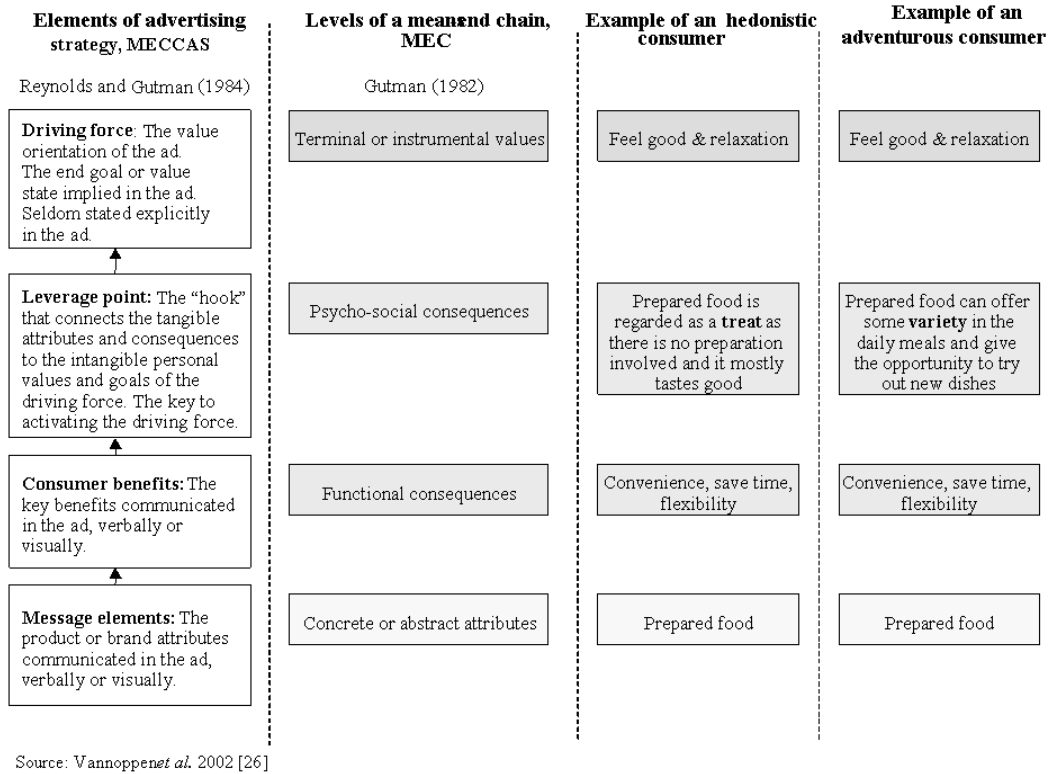 Elements of advertising
strategy, MECCAS
Reynolds and Gutman (1984)
Driving force: The value
orientation of the ad.
The end goal or value
state implied in the ad.
Seldom stated explicitly
in the ad.
Leverage point: The “hook”
that connects the tangible
attributes and consequences
to the intangible personal
values and goals of the
driving force. The key to
activating the driving force.
Consumer benefits: The
key benefits communicated
in the ad, verbally or
visually.
Message elements: The
product or brand attributes
communicated in the ad,
verbally or visually.
Levels of a means end chain,
MEC
Gutman (1982)
Terminal or instrumental values
Psycho-social consequences
Functional consequences
Concrete or abstract attributes
Example of an hedonistic
consumer
Feel good & relaxation
Prepared food is
regarded as a treat as
there is no preparation
involved and it mostly
tastes good
Convenience, save time,
flexibility
Prepared food
Example of an
adventurous consumer
Feel good & relaxation
Prepared food can offer
some variety in the
daily meals and give
the opportunity to try
out new dishes
Convenience, save time,
flexibility
Prepared food
Source: Vannoppen et al. 2002 [26]